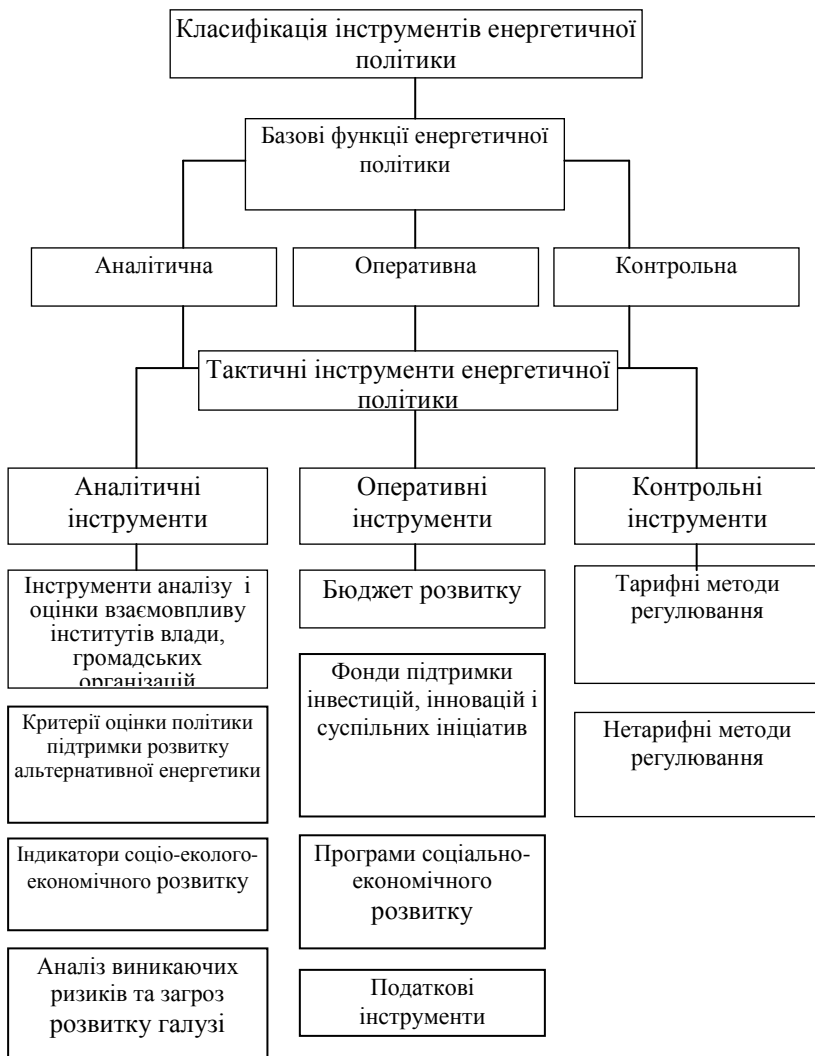 Класифікація інструментів енергетичної
політики
Базові функції енергетичної
політики
Аналітична
Оперативна
Контрольна
Тактичні інструменти енергетичної
політики
Аналітичні
інструменти
Оперативні
інструменти
Контрольні
інструменти
Інструменти аналізу і
оцінки взаємовпливу
інститутів влади,
громадських
організацій
Критерії оцінки політики
підтримки розвитку
альтернативної енергетики
Індикатори соціо-еколого-
економічного розвитку
Аналіз виникаючих
ризиків та загроз
розвитку галузі
Бюджет розвитку
Фонди підтримки
інвестицій, інновацій і
суспільних ініціатив
Програми соціально-
економічного
розвитку
Податкові
інструменти
Тарифні методи
регулювання
Нетарифні методи
регулювання